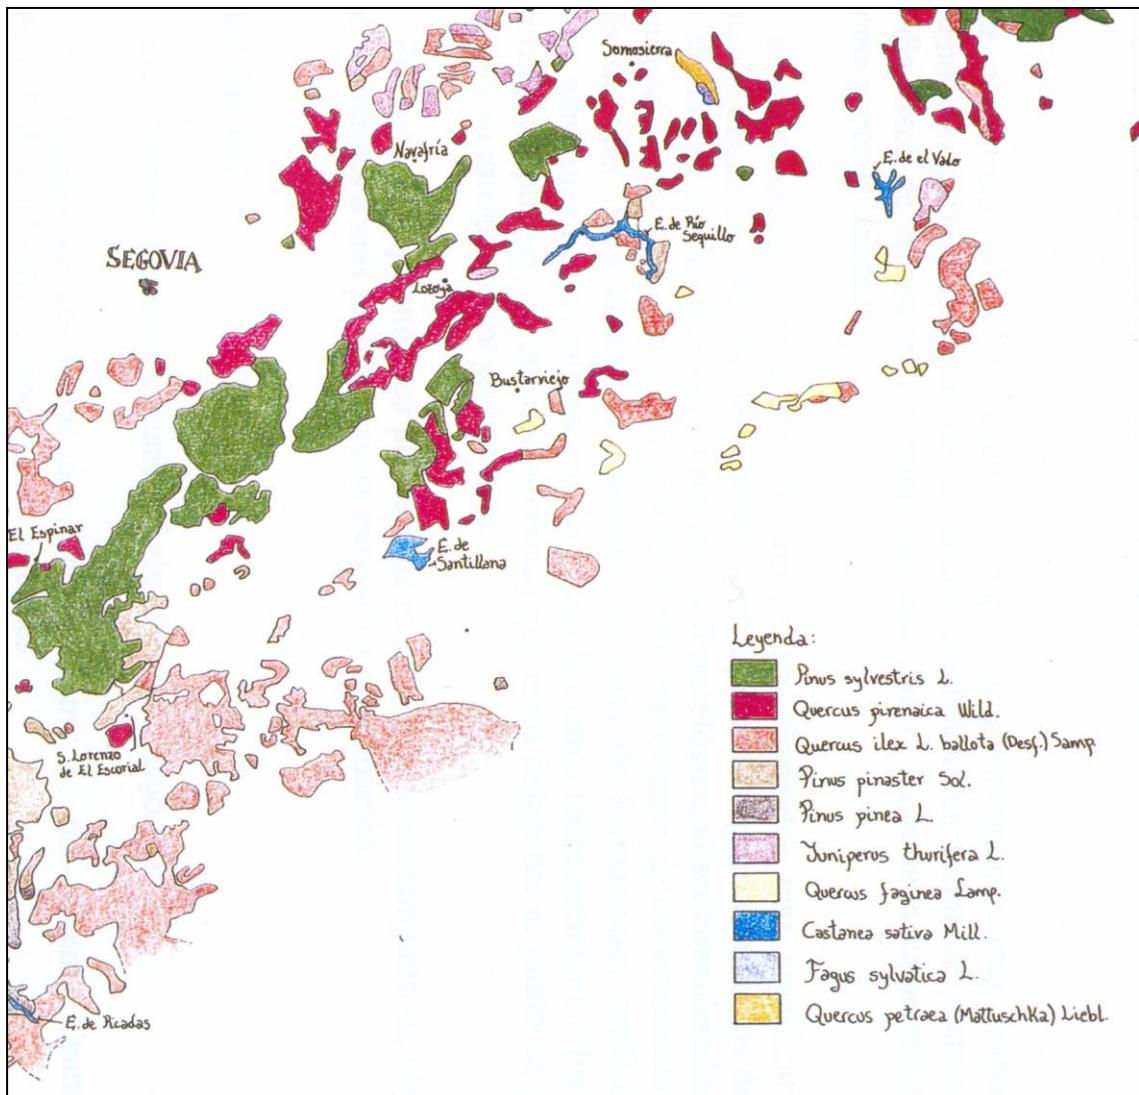 Somosierra
Navafría
E. de el Vado
E. de Río
Sequillo
SEGOVIA
Lozoya
Bustarviejo
El Espinar
E. de
Santillana
Leyenda:
Pinus sylvestris L.
Quercus pirenaica Wild.
Quercus ilex L. ballota (Desf.) Samp.
Pinus pinaster Sol.
Pinus pinea L.
Juniperus thurifera L.
Quercus faginea Lamp.
Castanea sativa Mill.
Fagus sylvatica L.
Quercus petraea (Mattuschka) Liebl.
S. Lorenzo
de El Escorial
E. de Picadas